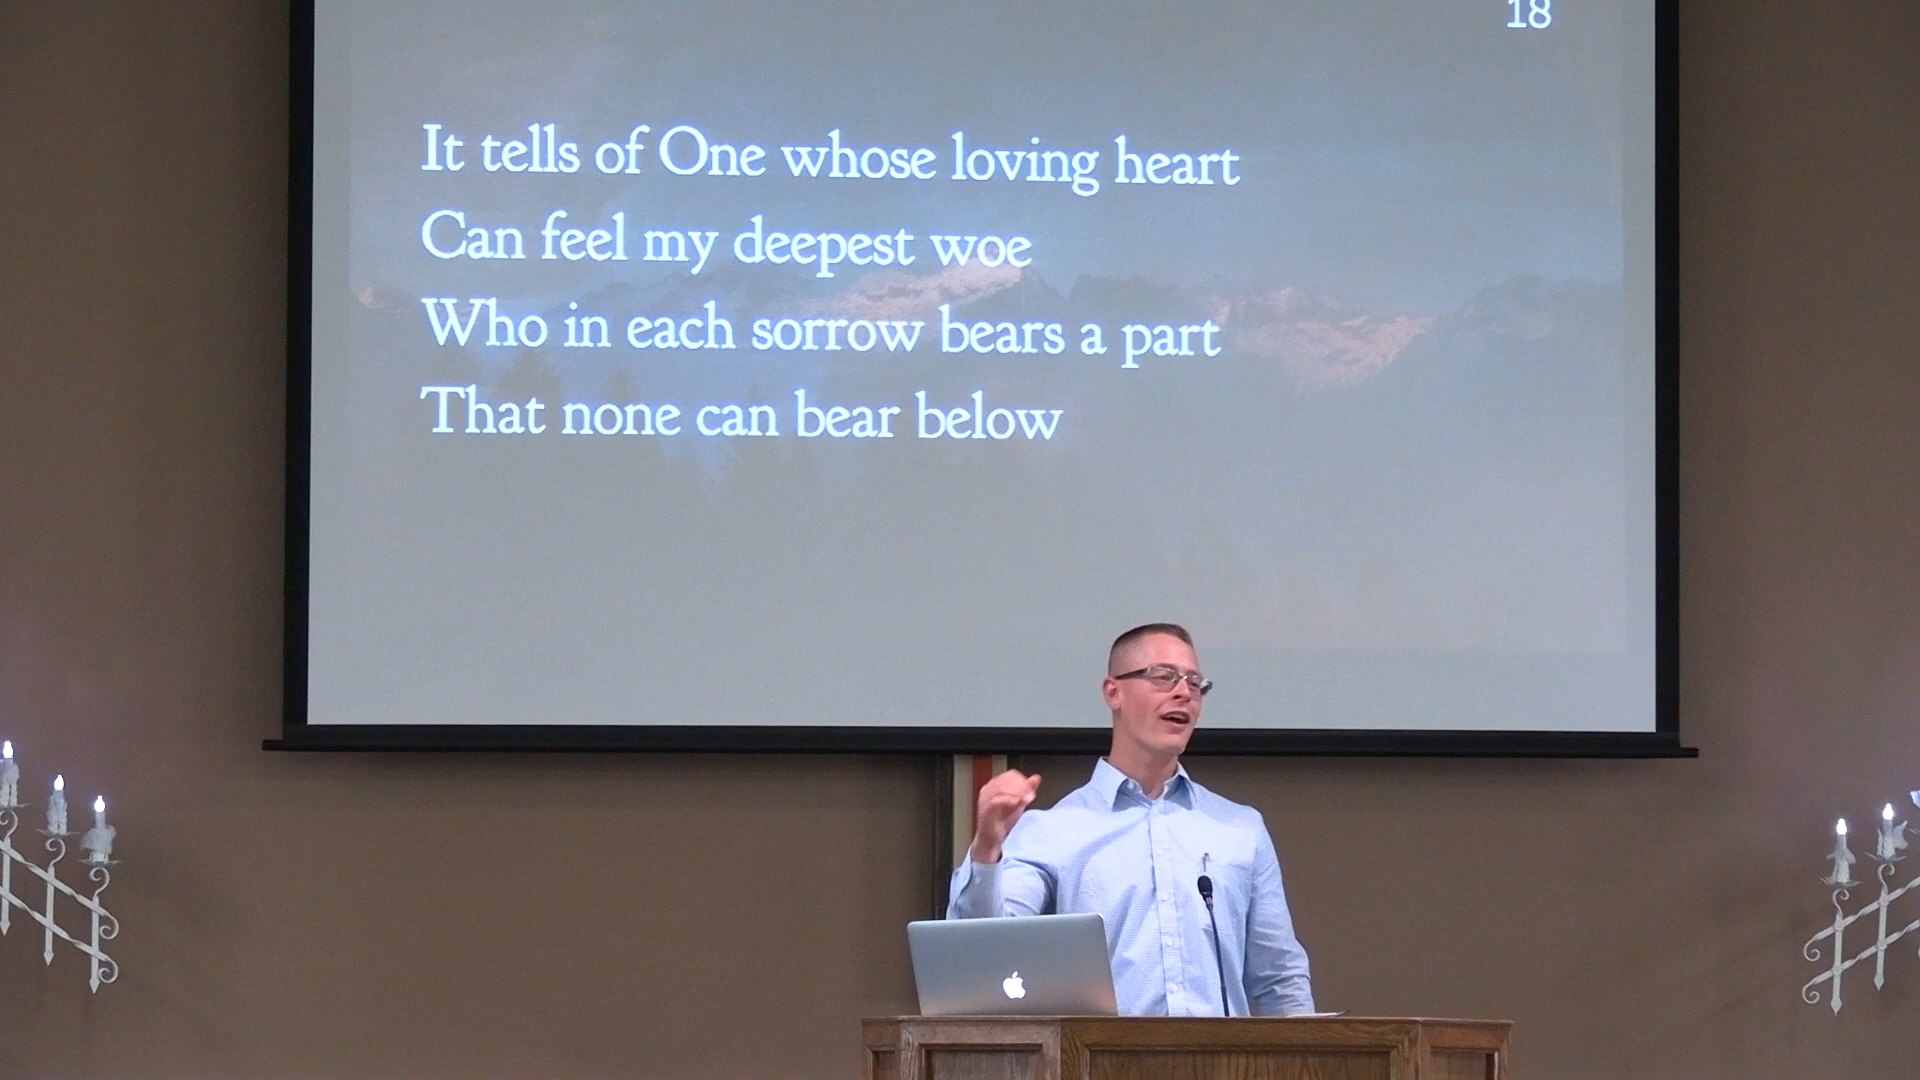 18
It tells of One whose loving heart
Can feel my deepest woe
Who in each sorrow bears a part
That none can bear below